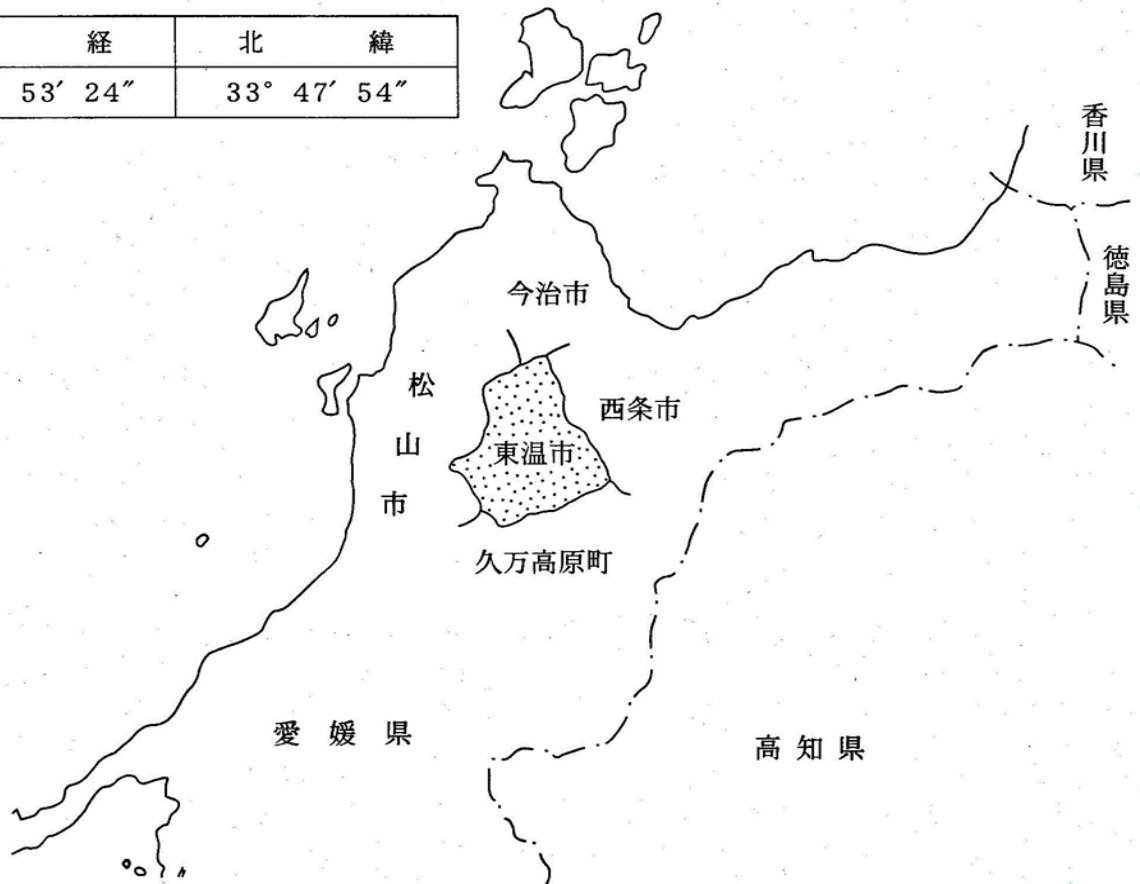 経 北 緯
53′ 24″ 33° 47′ 54″
香川県
徳島県
今治市
松山市
西条市
東温市
久万高原町
愛媛県
高知県